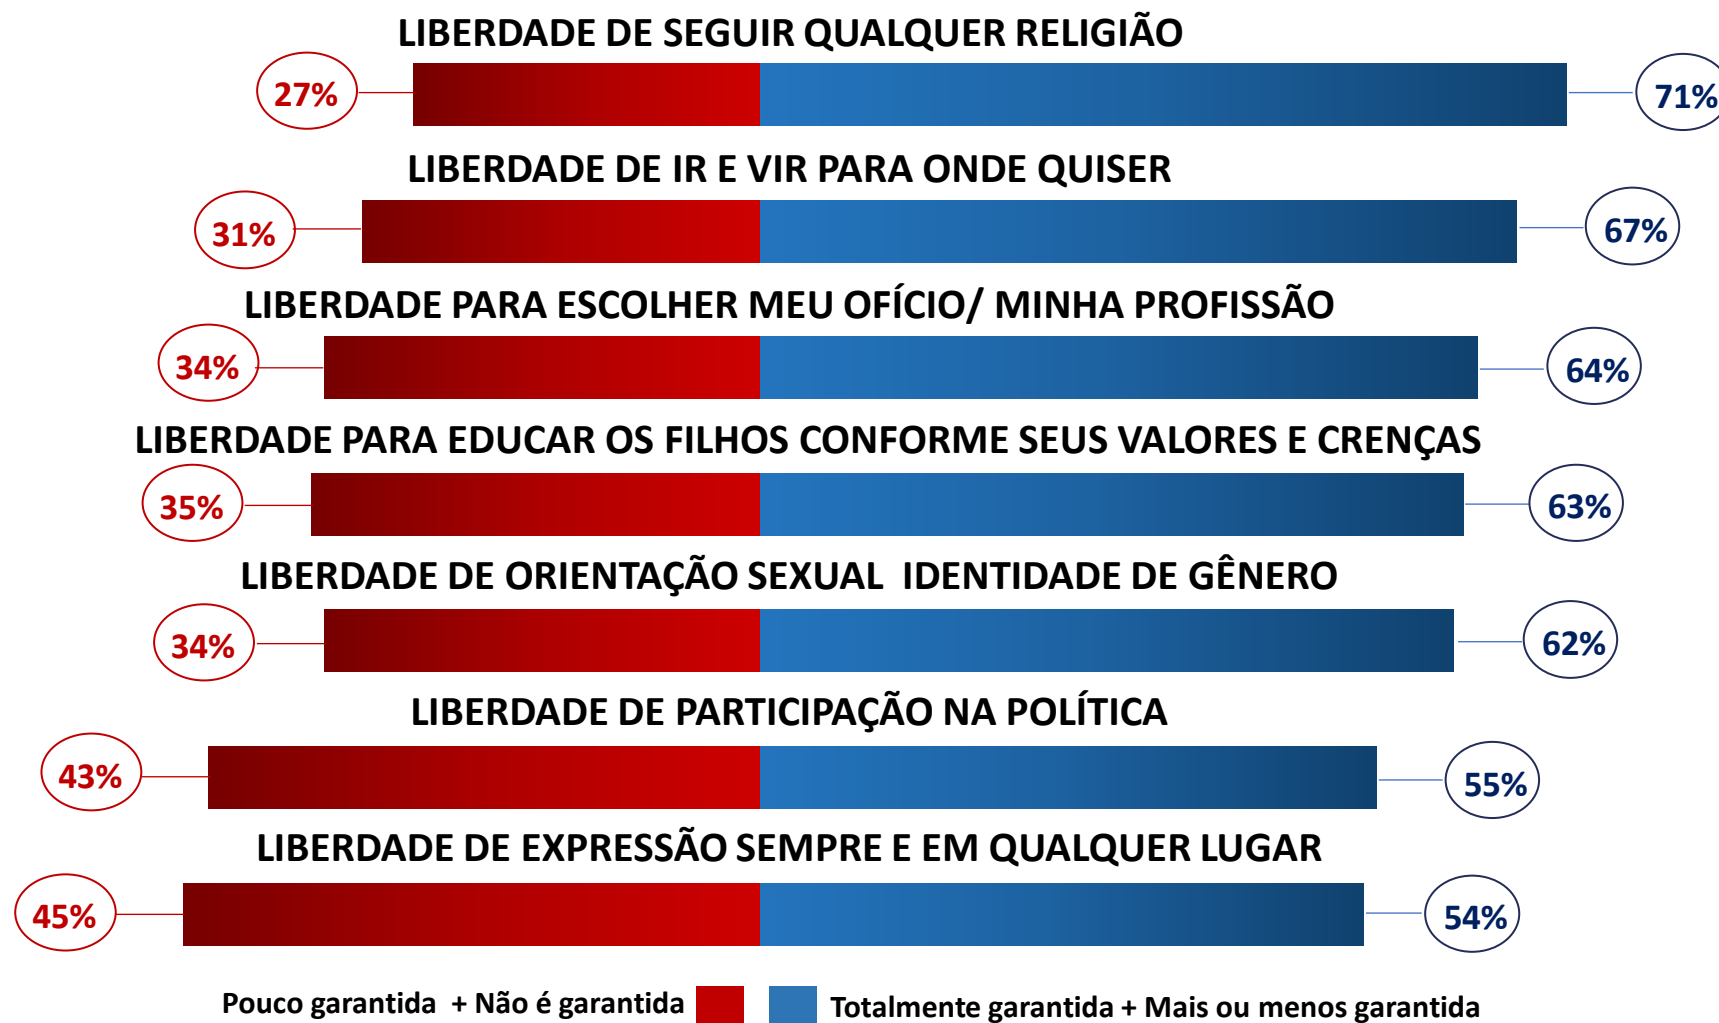 LIBERDADE DE SEGUIR QUALQUER RELIGIÃO
27% 71%
LIBERDADE DE IR E VIR PARA ONDE QUISER
31% 67%
LIBERDADE PARA ESCOLHER MEU OFÍCIO/ MINHA PROFISSÃO
34% 64%
LIBERDADE PARA EDUCAR OS FILHOS CONFORME SEUS VALORES E CRENÇAS
35% 63%
LIBERDADE DE ORIENTAÇÃO SEXUAL IDENTIDADE DE GÊNERO
34% 62%
LIBERDADE DE PARTICIPAÇÃO NA POLÍTICA
43% 55%
LIBERDADE DE EXPRESSÃO SEMPRE E EM QUALQUER LUGAR
45% 54%
Pouco garantida + Não é garantida Totalmente garantida + Mais ou menos garantida